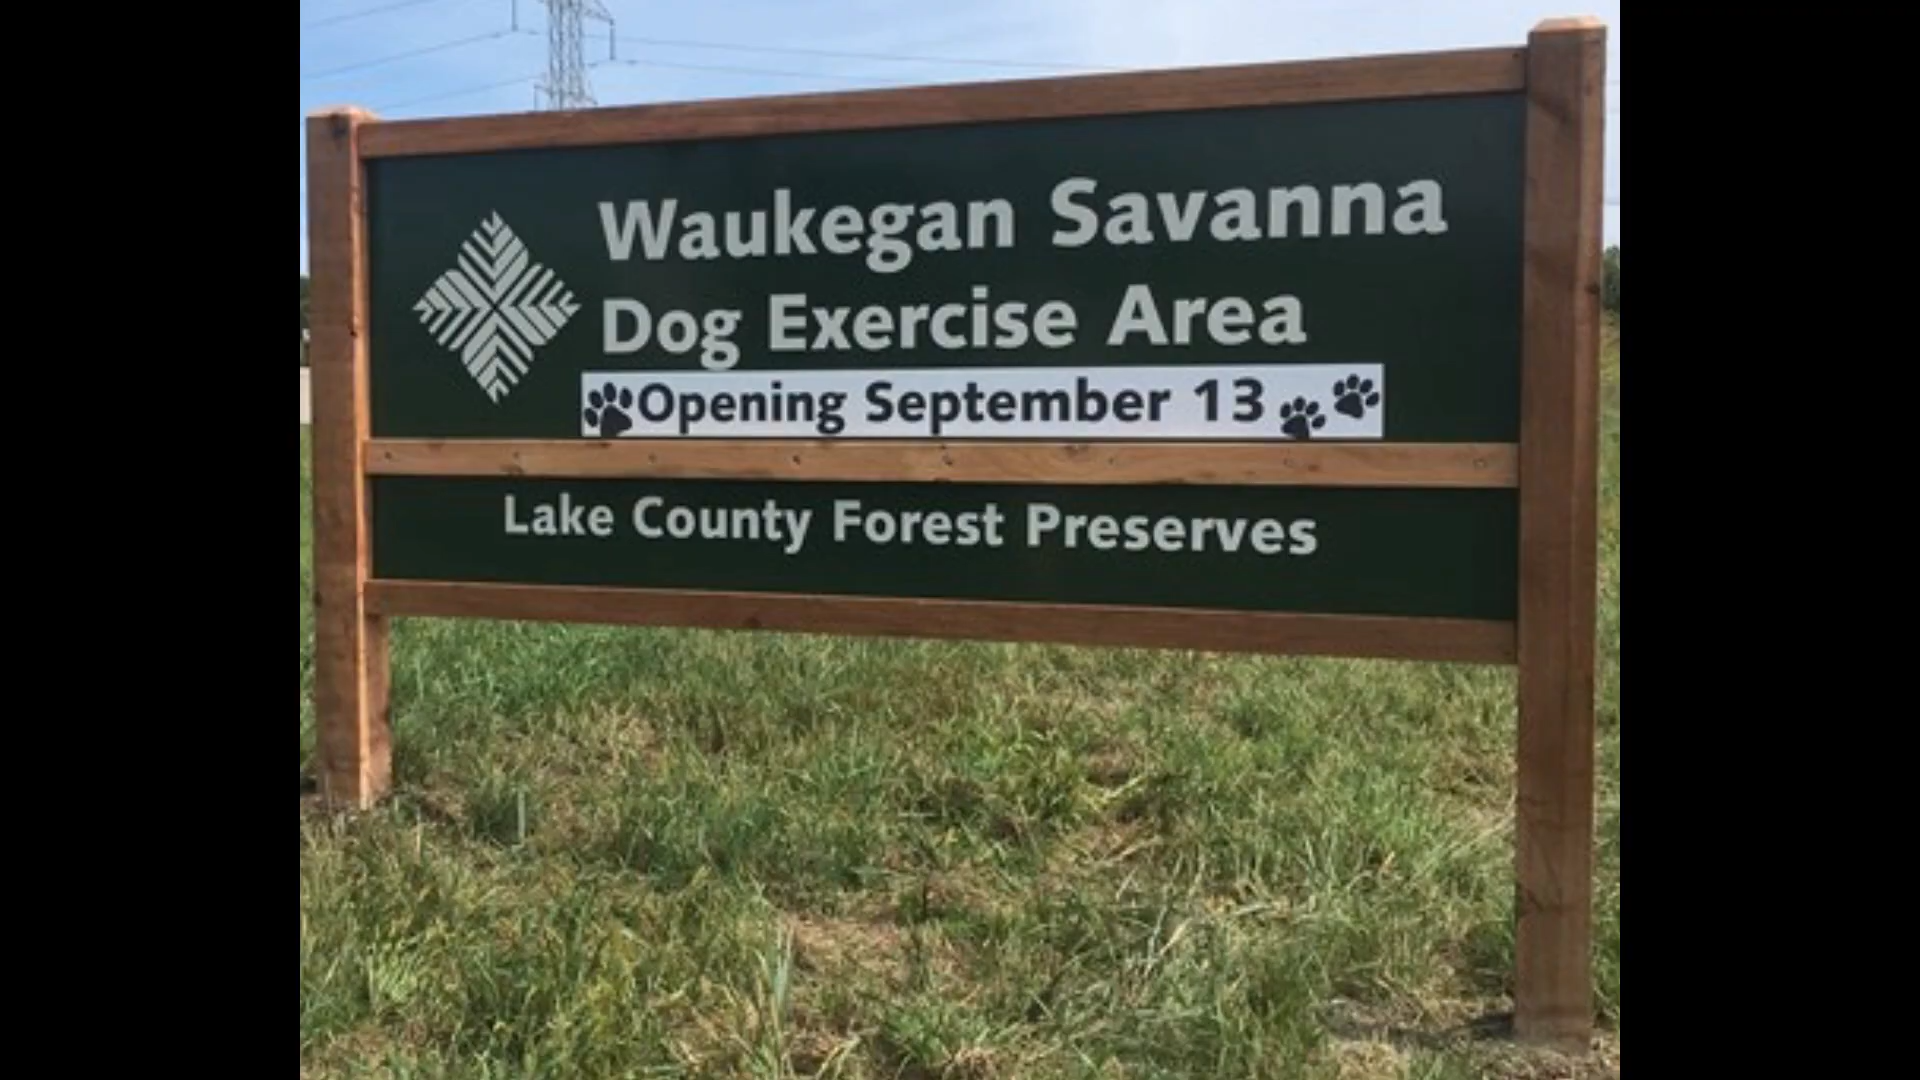 Waukegan Savanna
Dog Exercise Area
Opening September 13
Lake County Forest Preserves